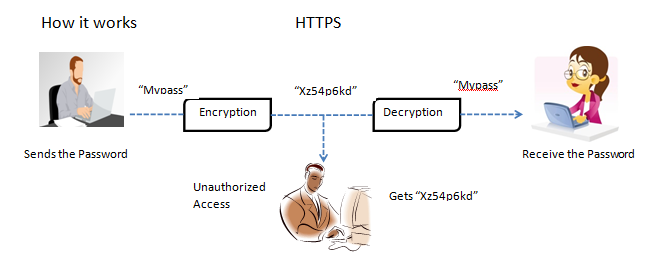 How it works
HTTPS
"Mypass"
"Xz54p6kd"
"Mypass"
Encryption
Decryption
Sends the Password
Receive the Password
Unauthorized
Access
Gets "Xz54p6kd"